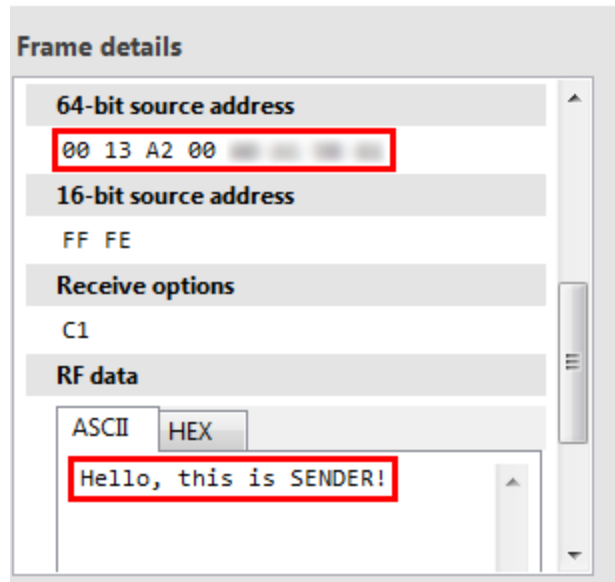 Frame details
64-bit source address
00 13 A2 00
16-bit source address
FF FE
Receive options
C1
RF data
ASCII HEX
Hello, this is SENDER!